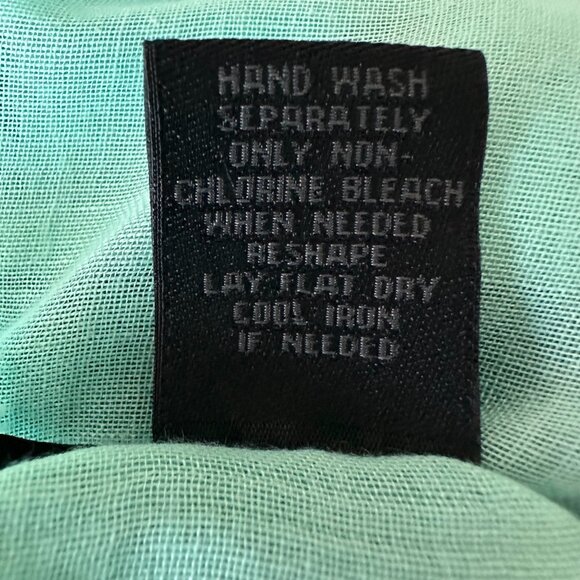 HAND WASH
SEPARATELY
ONLY NON-
CHLORINE BLEACH
WHEN NEEDED
RESHAPE
LAY FLAT DRY
COOL IRON
IF NEEDED